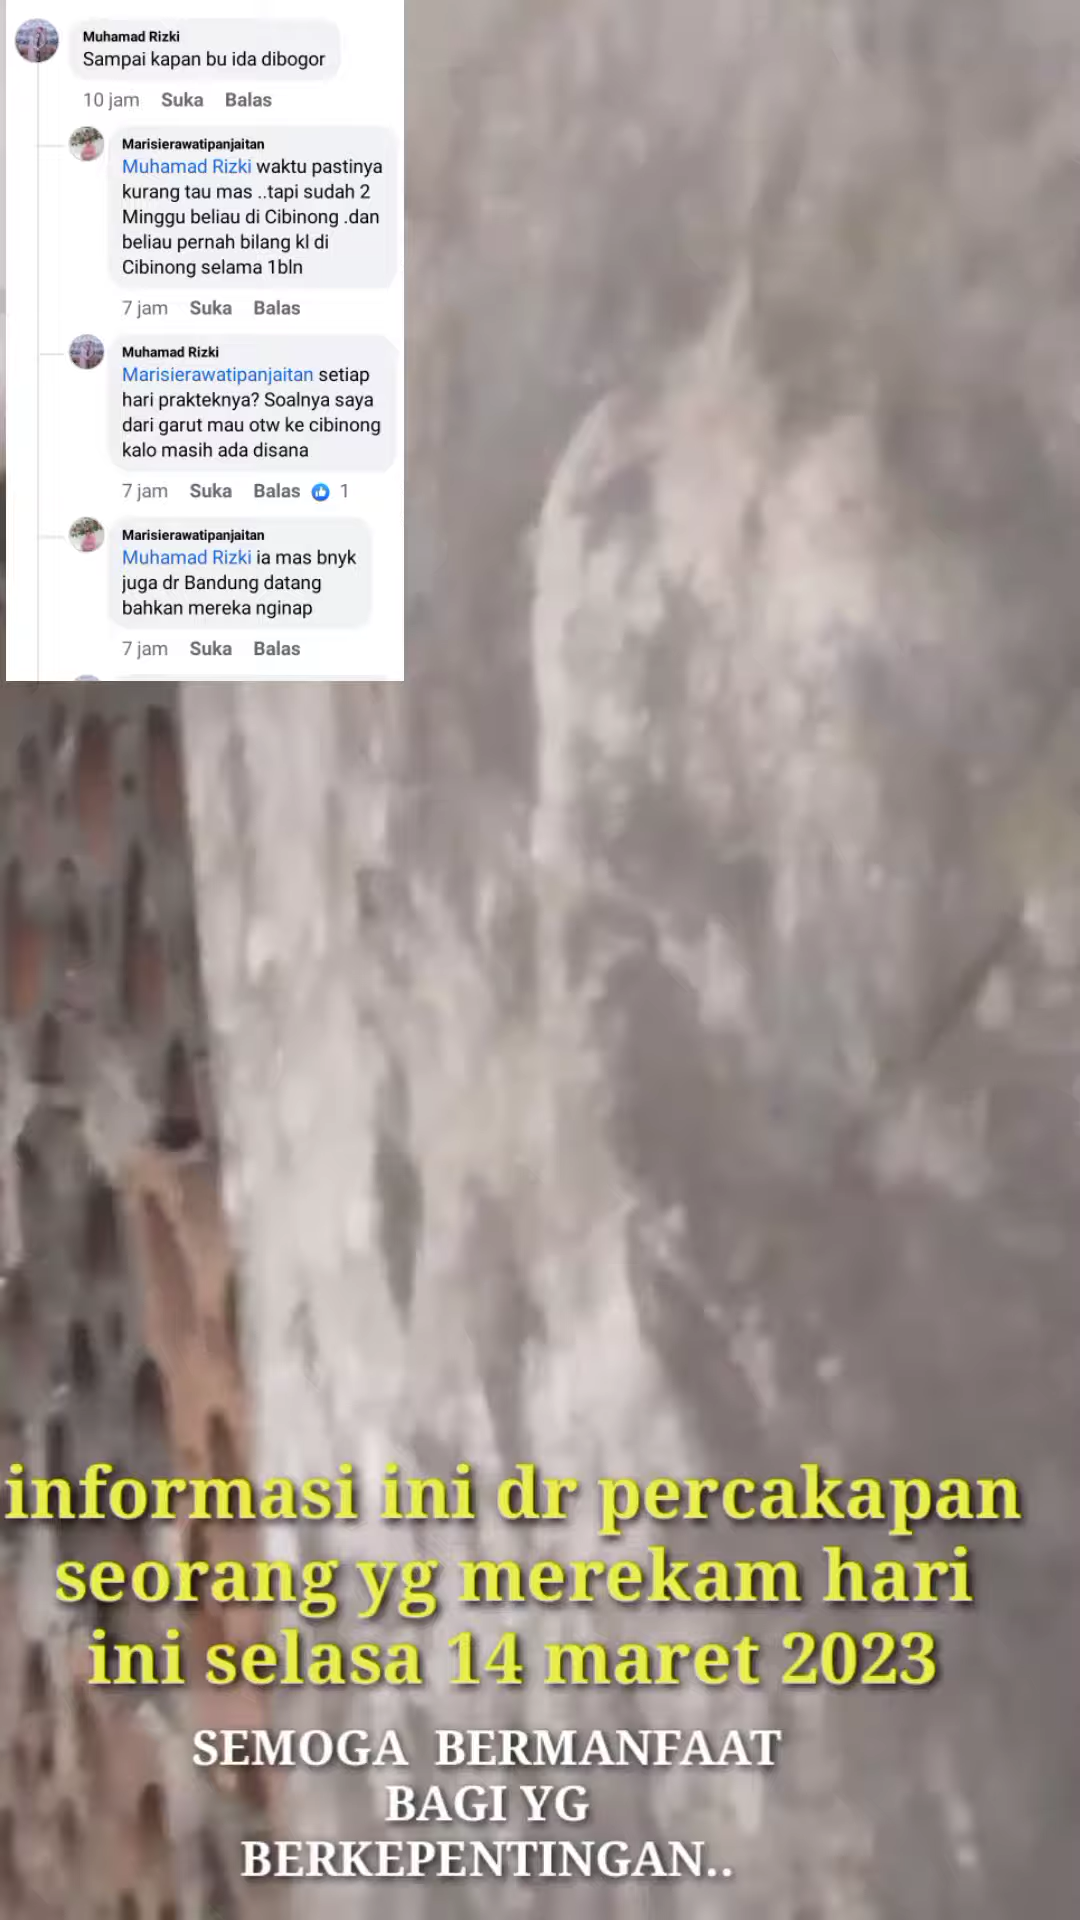 Muhamad Rizki
Sampai kapan bu ida dibogor
10 jam Suka Balas
Marisierawatipanjaitan
Muhamad Rizki waktu pastinya
kurang tau mas ..tapi sudah 2
Minggu beliau di Cibinong .dan
beliau pernah bilang kl di
Cibinong selama 1bln
7 jam Suka Balas
Muhamad Rizki
Marisierawatipanjaitan setiap
hari prakteknya? Soalnya saya
dari garut mau otw ke cibinong
kalo masih ada disana
7 jam Suka Balas 1
Marisierawatipanjaitan
Muhamad Rizki ia mas bnyk
juga dr Bandung datang
bahkan mereka nginap
7 jam Suka Balas
informasi ini dr percakapan
seorang yg merekam hari
ini selasa 14 maret 2023
SEMOGA BERMANFAAT
BAGI YG
BERKEPENTINGAN..